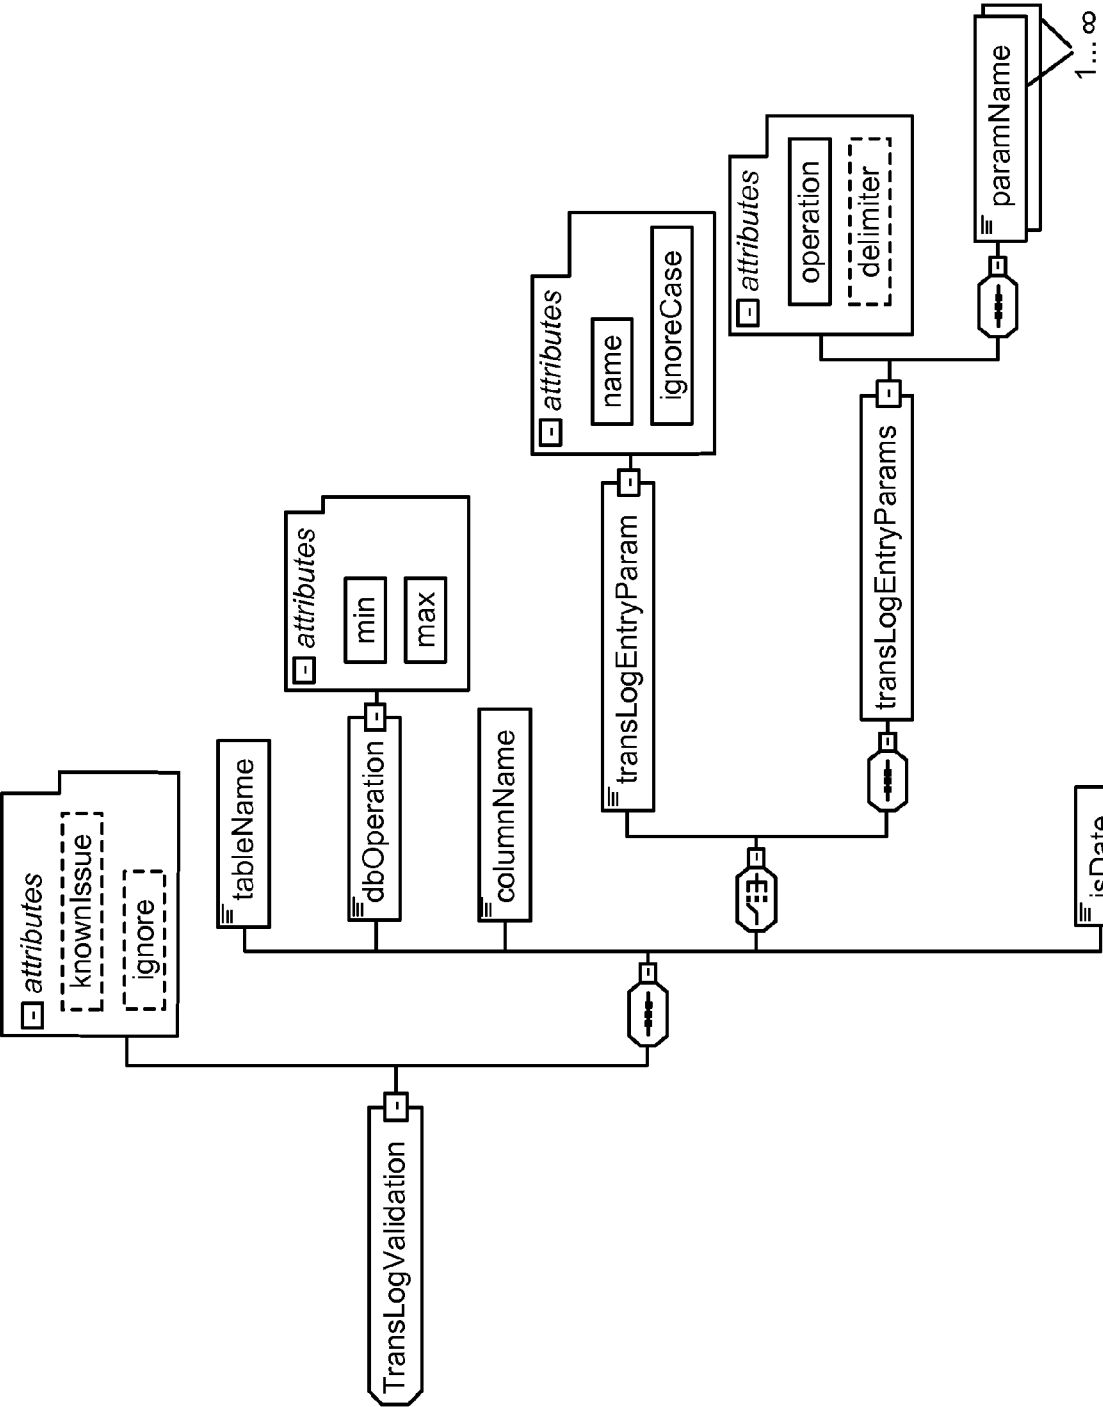 TransLogValidation
attributes
knownIssue
ignore
tableName
dbOperation
attributes
min
max
columnName
transLogEntryParam
attributes
name
ignoreCase
transLogEntryParams
attributes
operation
delimiter
paramName
1... ∞
isDate